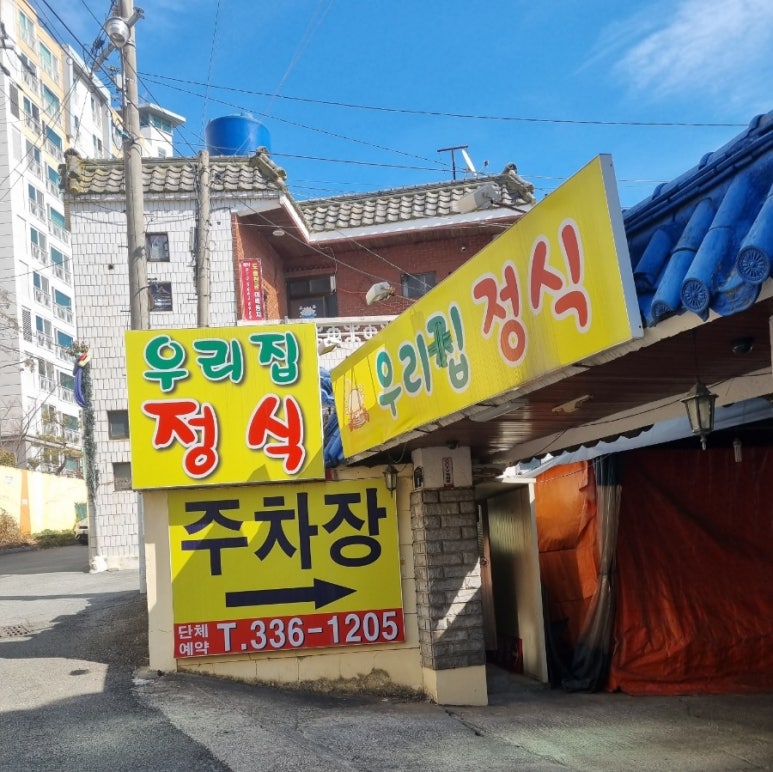 우리집
정식
우리집 정식
주차장
단체
예약
T.336-1205